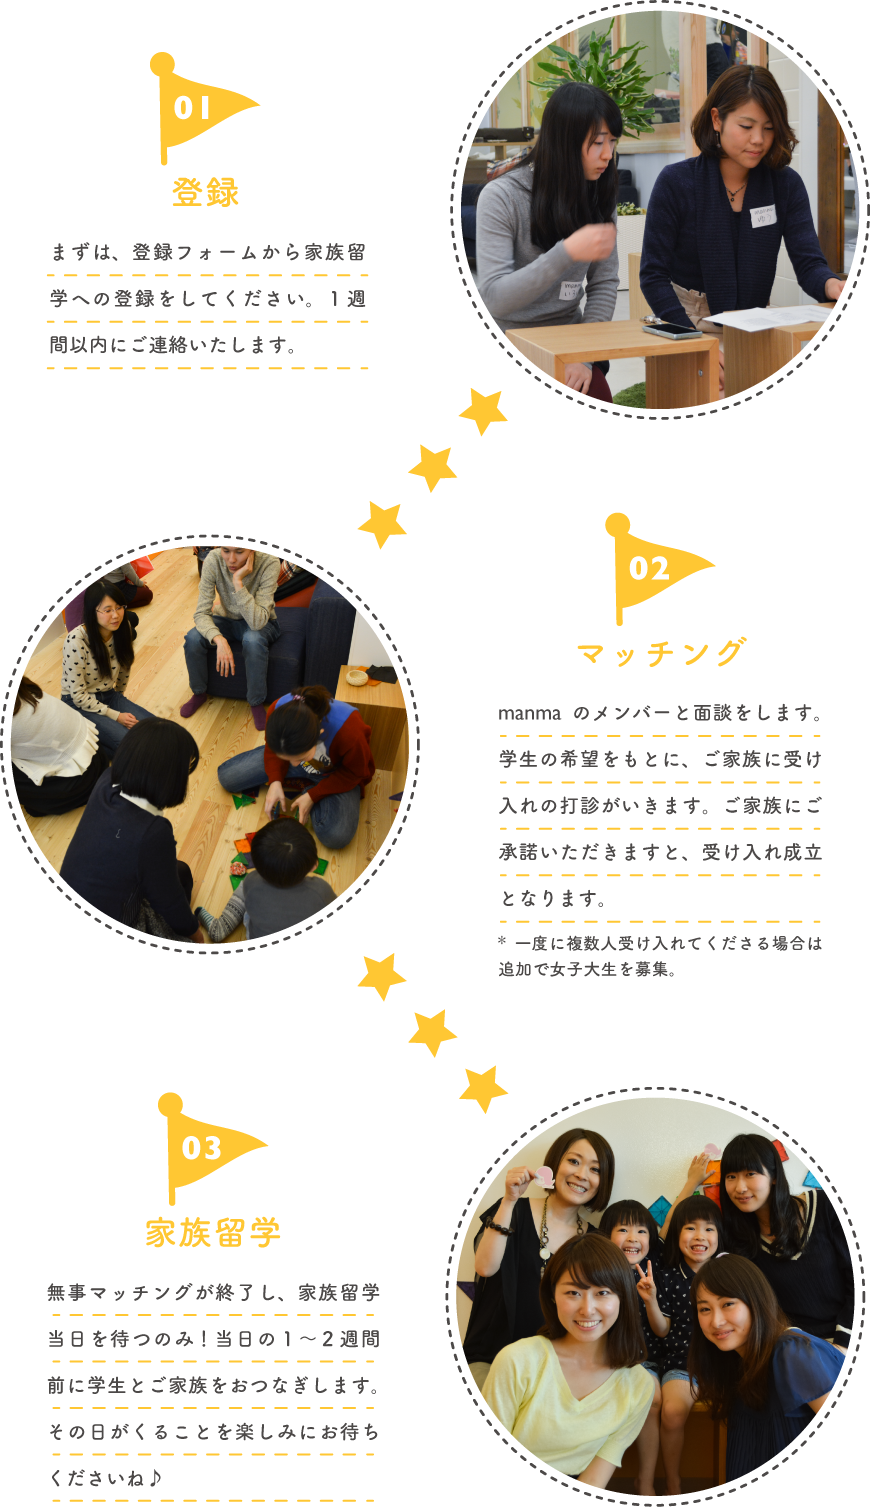 01
登録
まずは、登録フォームから家族留
学への登録をしてください。１週
間以内にご連絡いたします。
manma
02
マッチング
manma のメンバーと面談をします。
学生の希望をもとに、ご家族に受け
入れの打診がいきます。ご家族にご
承諾いただきますと、受け入れ成立
となります。
* 一度に複数人受け入れてくださる場合は
追加で女子大生を募集。
03
家族留学
無事マッチングが終了し、家族留学
当日を待つのみ！当日の１〜２週間
前に学生とご家族をおつなぎします。
その日がくることを楽しみにお待ち
くださいね♪